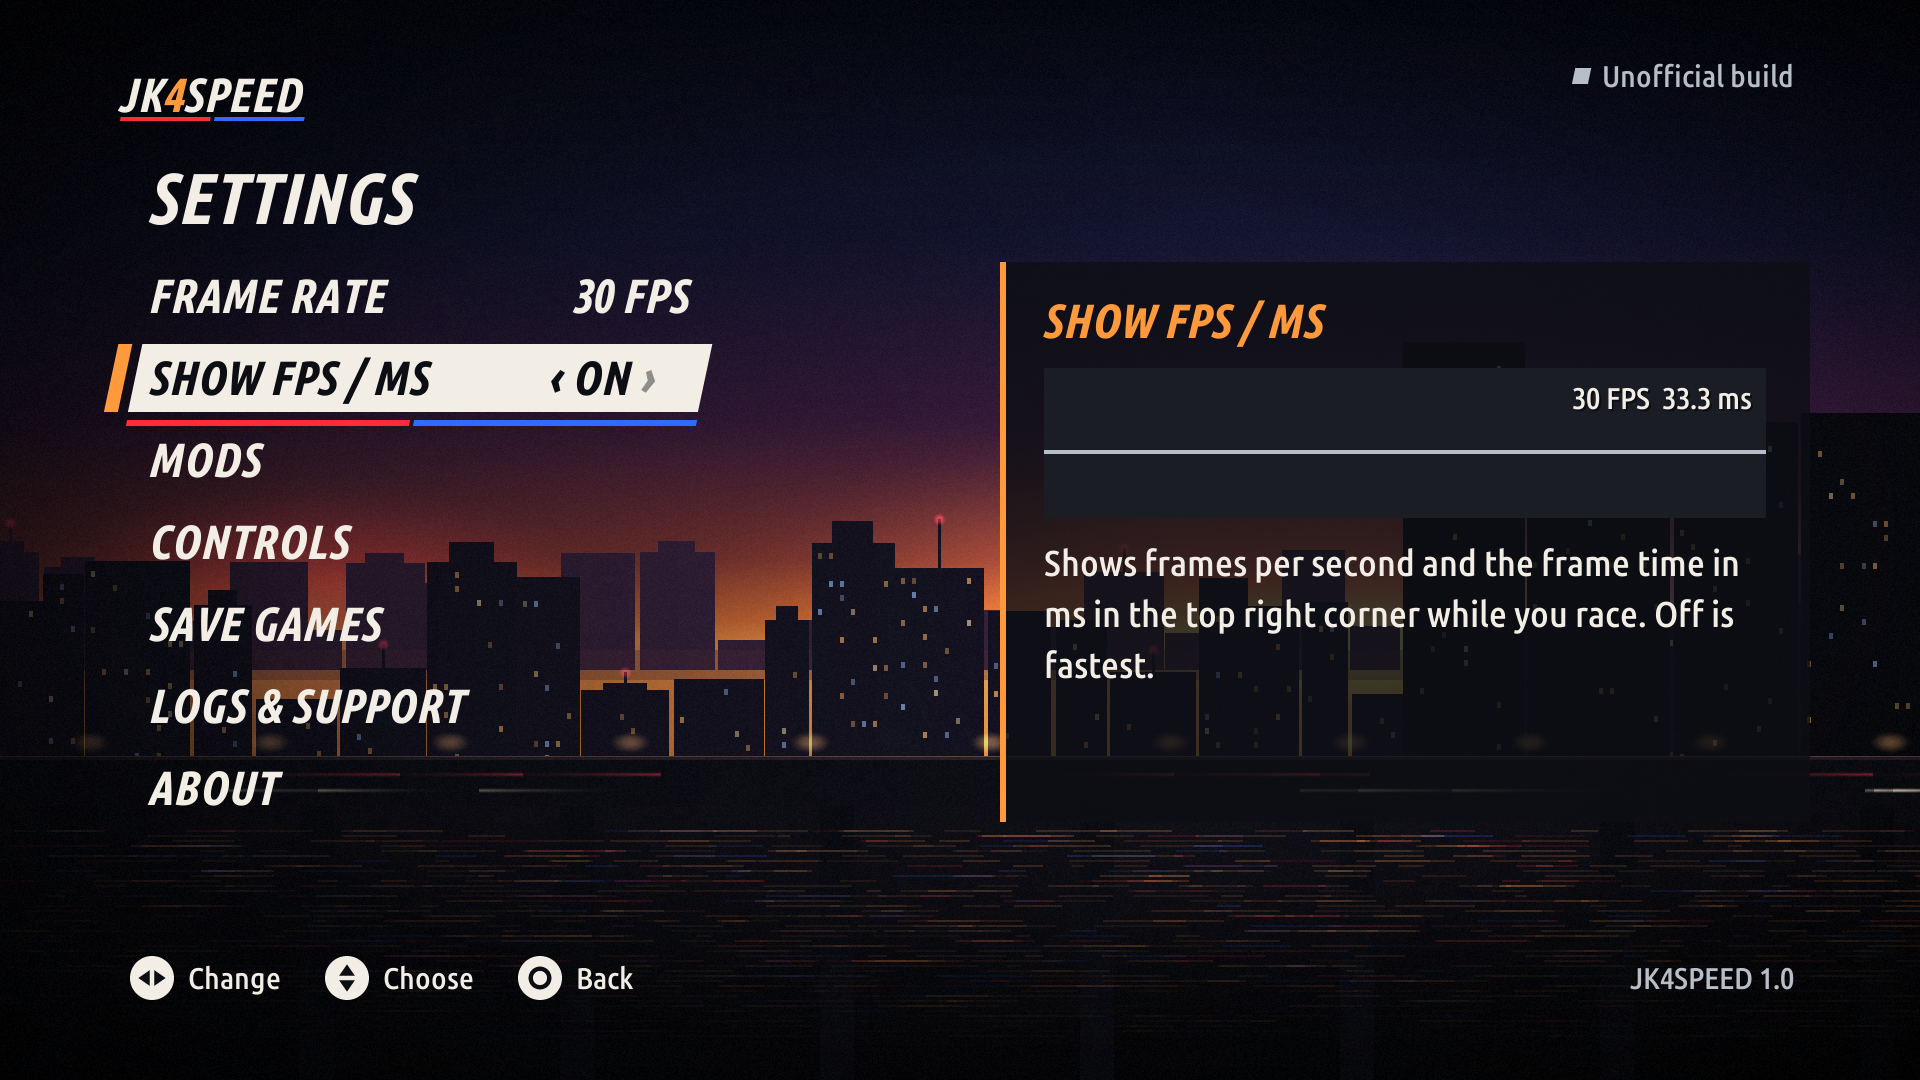 JK4SPEED
Unofficial build
SETTINGS
FRAME RATE 30 FPS
SHOW FPS / MS ‹ ON ›
MODS
CONTROLS
SAVE GAMES
LOGS & SUPPORT
ABOUT
SHOW FPS / MS
30 FPS 33.3 ms
Shows frames per second and the frame time in
ms in the top right corner while you race. Off is
fastest.
Change
Choose
Back
JK4SPEED 1.0